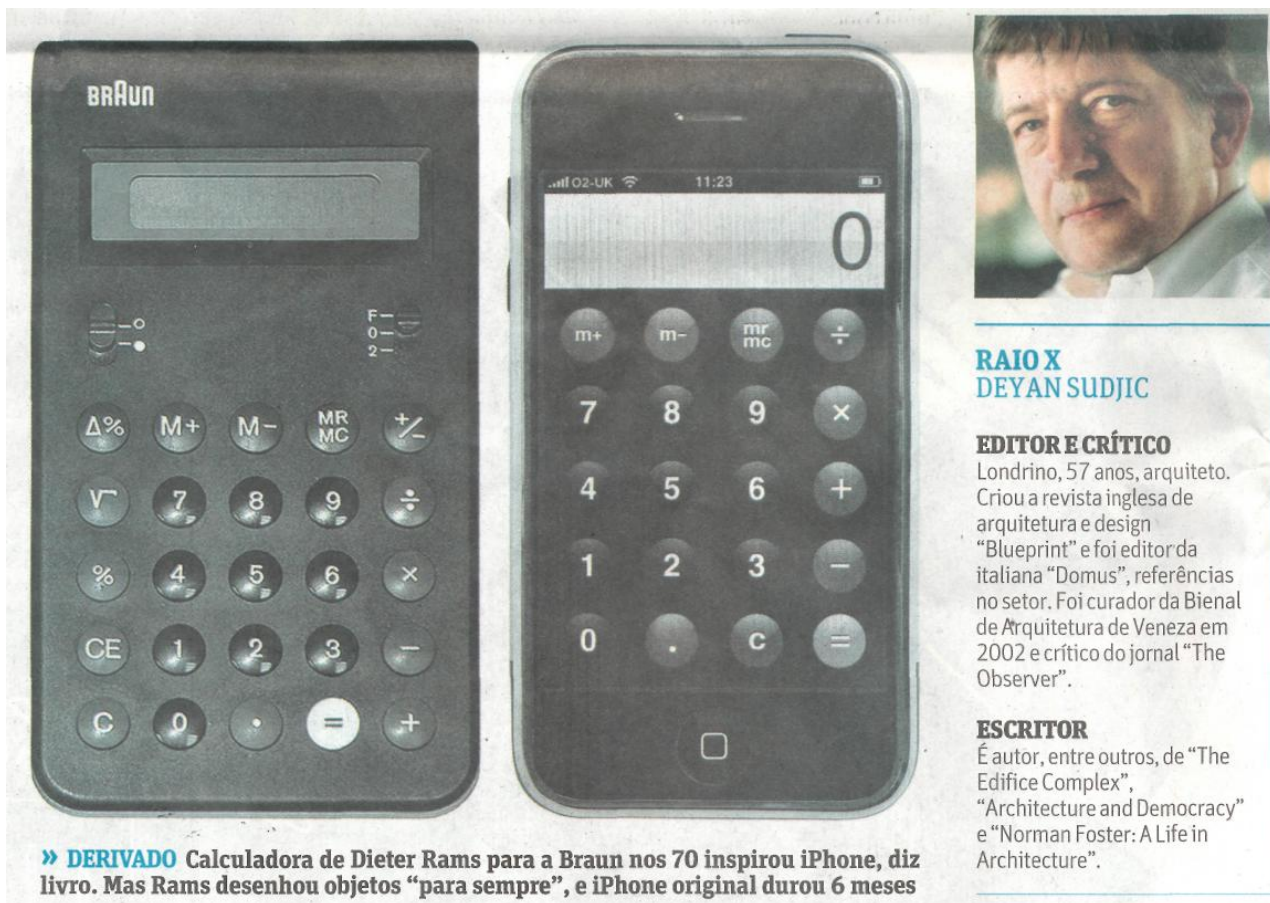 BRAUN
F
0
2
Δ% M+ M- MR MC +/-
√ 7 8 9 ÷
% 4 5 6 ×
CE 1 2 3 -
C 0 . = +
O2-UK 11:23
0
m+ m- mr mc ÷
7 8 9 ×
4 5 6 +
1 2 3 -
0 . c =
» DERIVADO Calculadora de Dieter Rams para a Braun nos 70 inspirou iPhone, diz
livro. Mas Rams desenhou objetos “para sempre”, e iPhone original durou 6 meses
RAIO X
DEYAN SUDJIC
EDITOR E CRÍTICO
Londrino, 57 anos, arquiteto.
Criou a revista inglesa de
arquitetura e design
“Blueprint” e foi editor da
italiana “Domus”, referências
no setor. Foi curador da Bienal
de Arquitetura de Veneza em
2002 e crítico do jornal “The
Observer”.
ESCRITOR
É autor, entre outros, de “The
Edifice Complex”,
“Architecture and Democracy”
e “Norman Foster: A Life in
Architecture”.